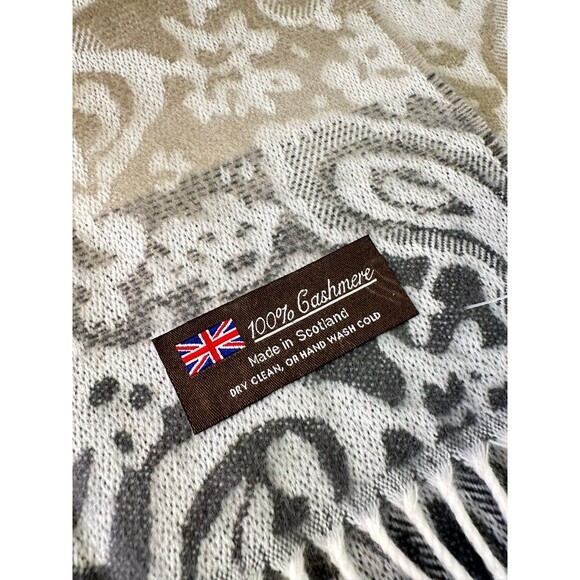 100% Cashmere
Made in Scotland
DRY CLEAN, OR HAND WASH COLD